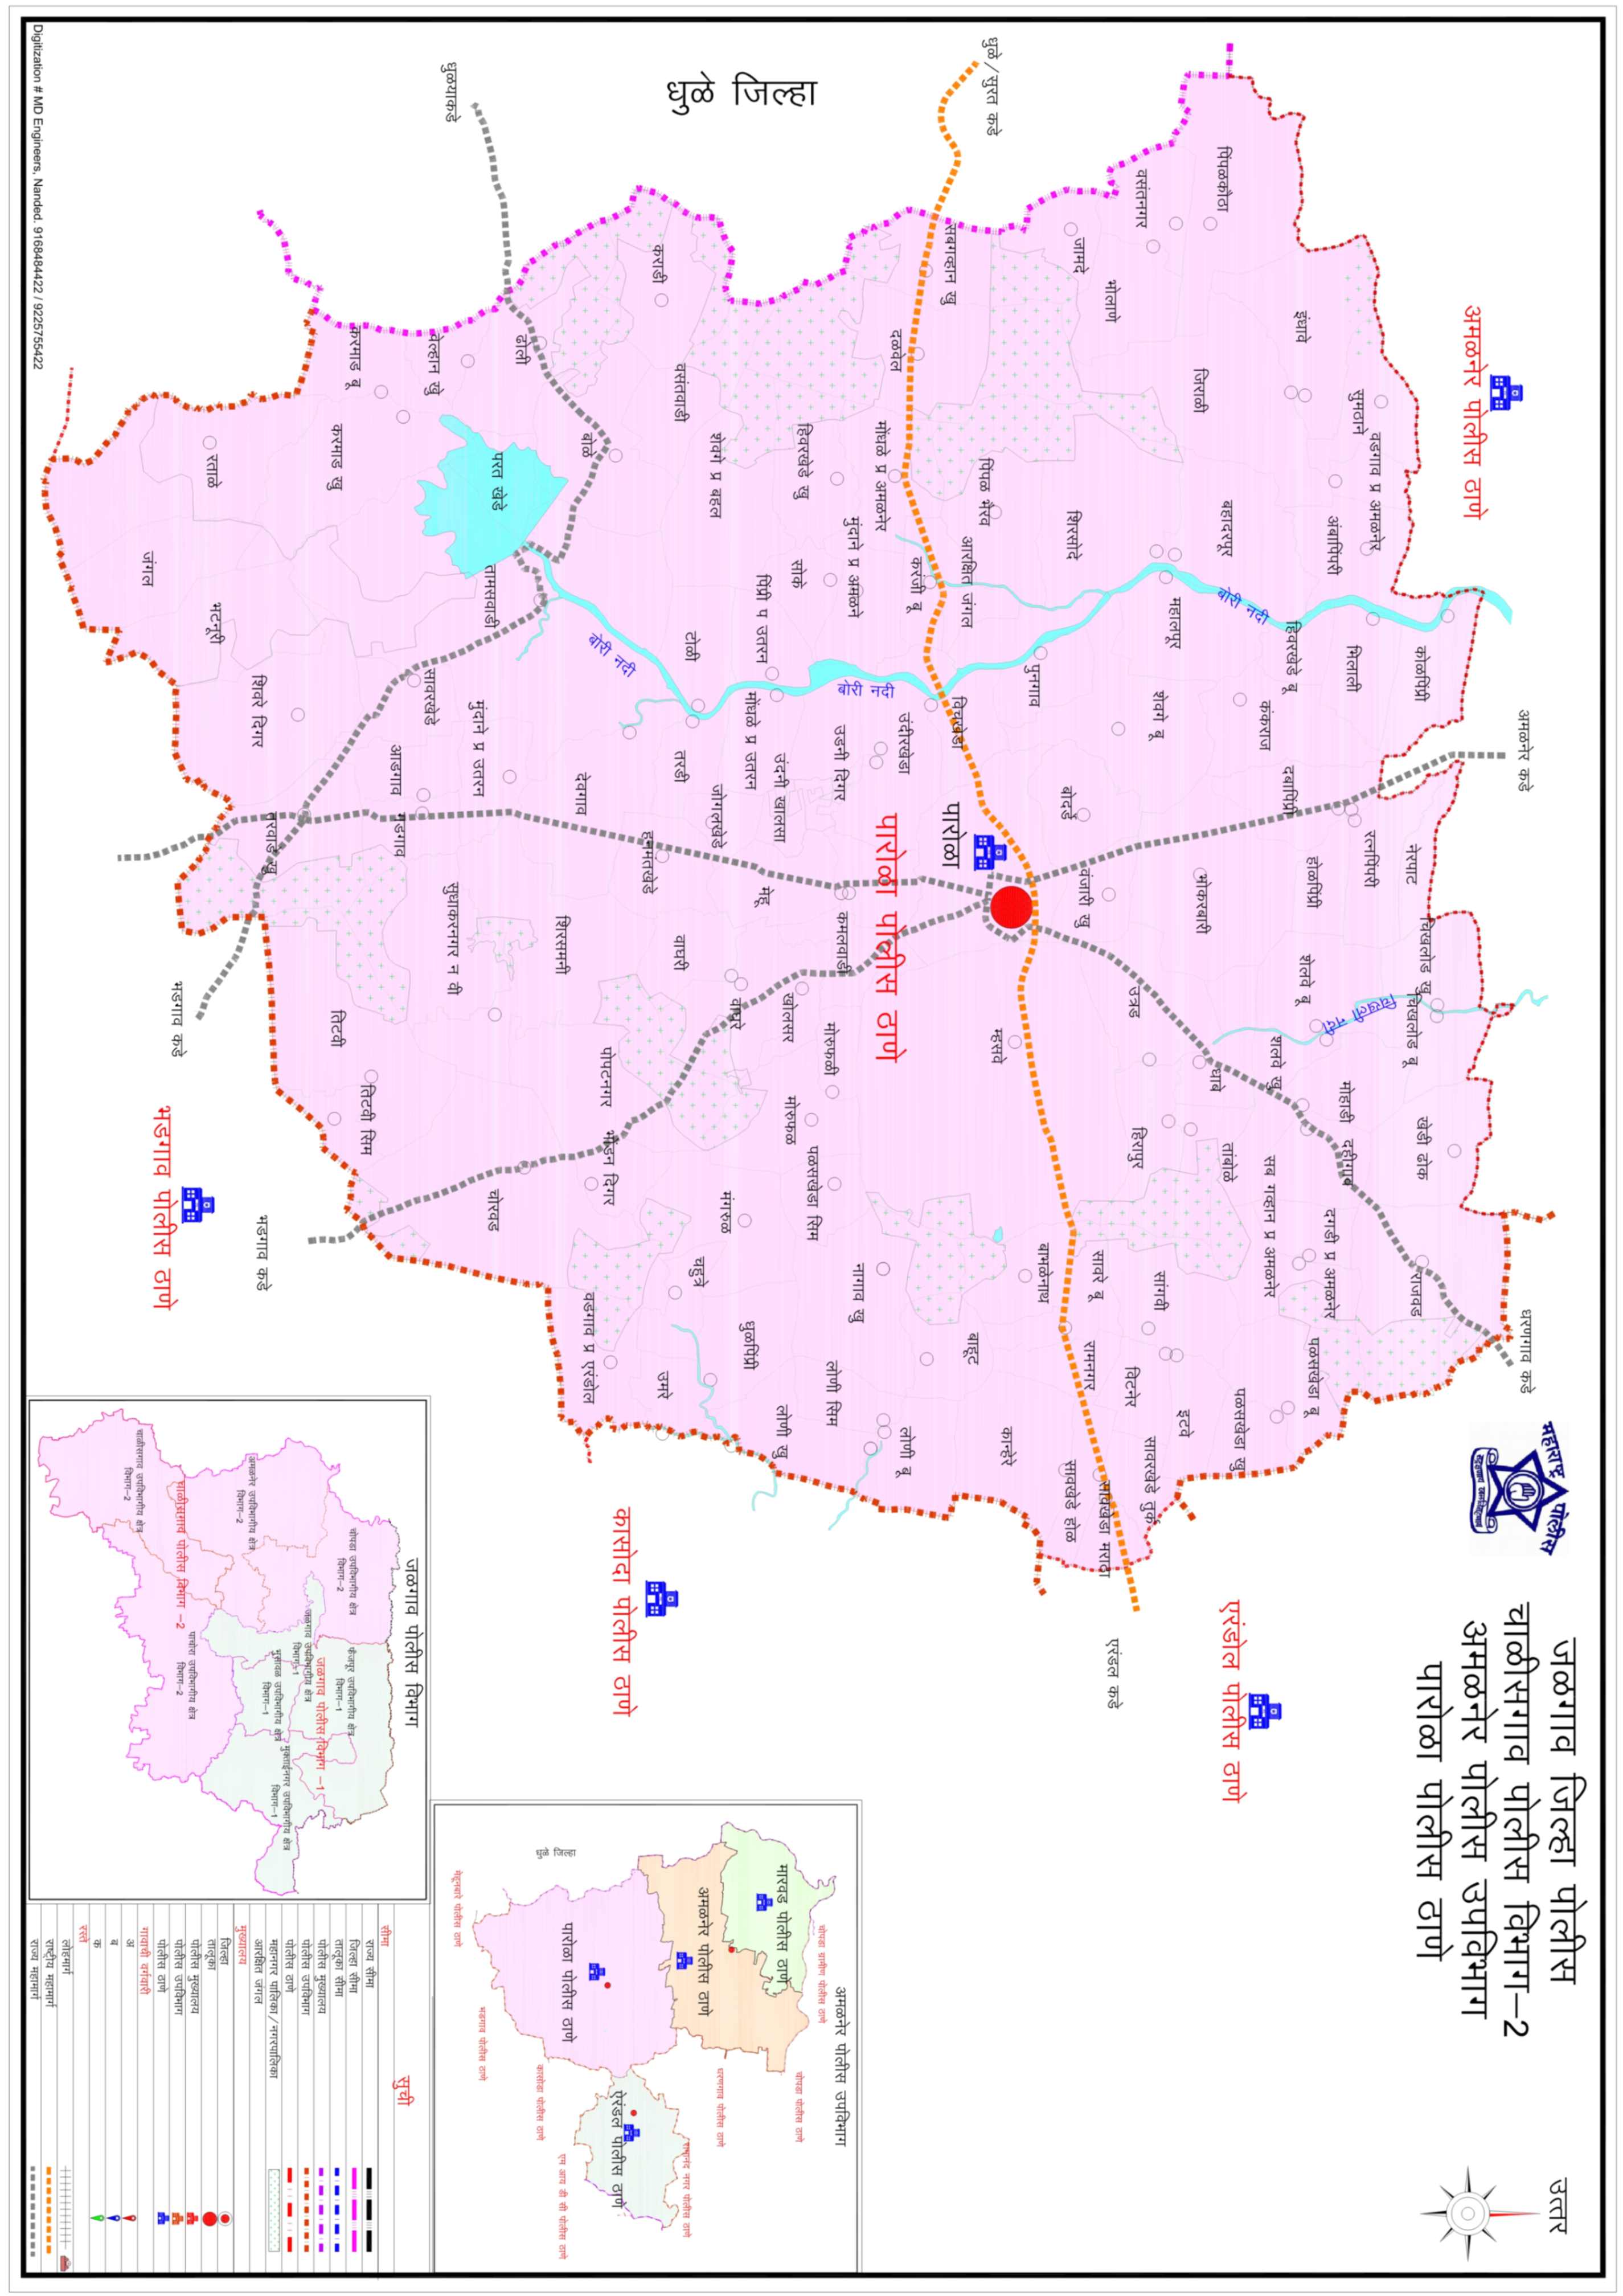 महाराष्ट्र पोलीस
जळगाव जिल्हा पोलीस
चाळीसगाव पोलीस विभाग–2
अमळनेर पोलीस उपविभाग
पारोळा पोलीस ठाणे
उत्तर
अमळनेर पोलीस ठाणे
अमळनेर कडे
धरणगाव कडे
कोळपिंप्री
नेरपाट
चिखलोड खु
चिखलोड बू
खेडी ढोक
राजवड
वडगाव प्र अमळनेर
सुमठाने
भिलाली
रत्नपिंपरी
चिखली नदी
मोहाडी
दहीगाव
अंबापिंपरी
दगडी प्र अमळनेर
इंधावे
हिवरखेडे बू
दबापिंप्री
होळपिंप्री
शेलवे बू
पळसखेडा बू
कंकराज
शलवे खु
सब गव्हान प्र अमळनेर
एरंडोल पोलीस ठाणे
पिंपळकौठा
बहादरपूर
बोरी नदी
तांबोळे
पळसखेडा खु
जिराळी
भोकरबारी
धाबे
इटवे
महालपूर
शेवगे बू
सांगवी
सावरखेडे तुर्क
वसंतनगर
उत्रड
हिरापुर
विटनेर
भोलाणे
एरंडल कडे
सावखेडा मराठा
सावरे बू
रामनगर
जामदे
शिरसोदे
बोदर्डे
वंजारी खु
सावखेडे होळ
पुनगाव
बाभळेनाथ
कान्हेरे
धुळे/सुरत कडे
पिंपळ भैरव
म्हसवे
आरक्षित जंगल
बाहूट
सबगव्हान खु
विचखेडा
पारोळा
करंजी बू
उंदीरखेडा
लोणी बू
दळवेल
मोंधळे प्र अमळनेर
पारोळा पोलीस ठाणे
बोरी नदी
मुंदाने प्र अमळने
उडनी दिगर
कमलवाडी
नागाव खु
मोरुफळी
लोणी सिम
पळसखेडा सिम
हिवरखेडे खु
सोके
उंदनी खालसा
खोलसर
मोरुफळ
लोणी खु
धुळे जिल्हा
पिंप्री प उतरन
मोंधळे प्र उतरन
मेहू
धुळपिंप्री
वाघरे
मंगरुळ
शेवगे प्र बहल
जोगलखेडे
चहुत्रे
टोळी
वसंतवाडी
तरडी
वाघरी
कराडी
हनमंतखेडे
उमरे
कासोदा पोलीस ठाणे
बोरी नदी
पोपटनगर
भोंडन दिगर
बोळे
वडगाव प्र एरंडोल
देवगाव
शिरसमनी
ढोली
परत खेडे
तामसवाडी
चोरवड
मुंदाने प्र उतरन
धुळयाकडे
सुधाकरनगर न वी
वेल्हान खु
सावरखेडे
आडगाव
तिटवी सिम
करमाड बू
करमाड खु
तिटवी
तरवाडे खु
शिवरे दिगर
भडगाव कडे
रताळे
भटनूरी
भडगाव कडे
भडगाव पोलीस ठाणे
जंगल
Digitization # MD Engineers, Nanded. 9168484422 / 9225755422
अमळनेर पोलीस उपविभाग
चोपडा ग्रामीण पोलीस ठाणे
चोपडा पोलीस ठाणे
मारवड पोलीस ठाणे
धरणगाव पोलीस ठाणे
अमळनेर पोलीस ठाणे
रामानंद नगर पोलीस ठाणे
ऐरंडल पोलीस ठाणे
पारोळा पोलीस ठाणे
धुळे जिल्हा
एम आय डी सी पोलीस ठाणे
कासोडा पोलीस ठाणे
भडगाव पोलीस ठाणे
मेहूनबारे पोलीस ठाणे
जळगाव पोलीस विभाग
चोपडा उपविभागीय क्षेत्र
विभाग–2
फैजपूर उपविभागीय क्षेत्र
विभाग–1
जळगाव पोलीस विभाग –1
जळगाव उपविभागीय क्षेत्र
विभाग–1
मुक्ताईनगर उपविभागीय क्षेत्र
विभाग–1
भुसावळ उपविभागीय क्षेत्र
विभाग–1
अमळनेर उपविभागीय क्षेत्र
विभाग–2
पाचोरा उपविभागीय क्षेत्र
विभाग–2
चाळीसगाव पोलीस विभाग –2
चाळीसगाव उपविभागीय क्षेत्र
विभाग–2
सुची
सीमा
राज्य सीमा
जिल्हा सीमा
तालूका सीमा
पोलीस मुख्यालय
पोलीस उपविभाग
पोलीस ठाणे
महानगर पालिका/नगरपालिका
आरक्षित जंगल
मुख्यालय
जिल्हा
तालूका
पोलीस मुख्यालय
पोलीस उपविभाग
पोलीस ठाणे
गावाची वर्गवारी
अ
ब
क
रस्ते
लोहमार्ग
राष्ट्रीय महामार्ग
राज्य महामार्ग